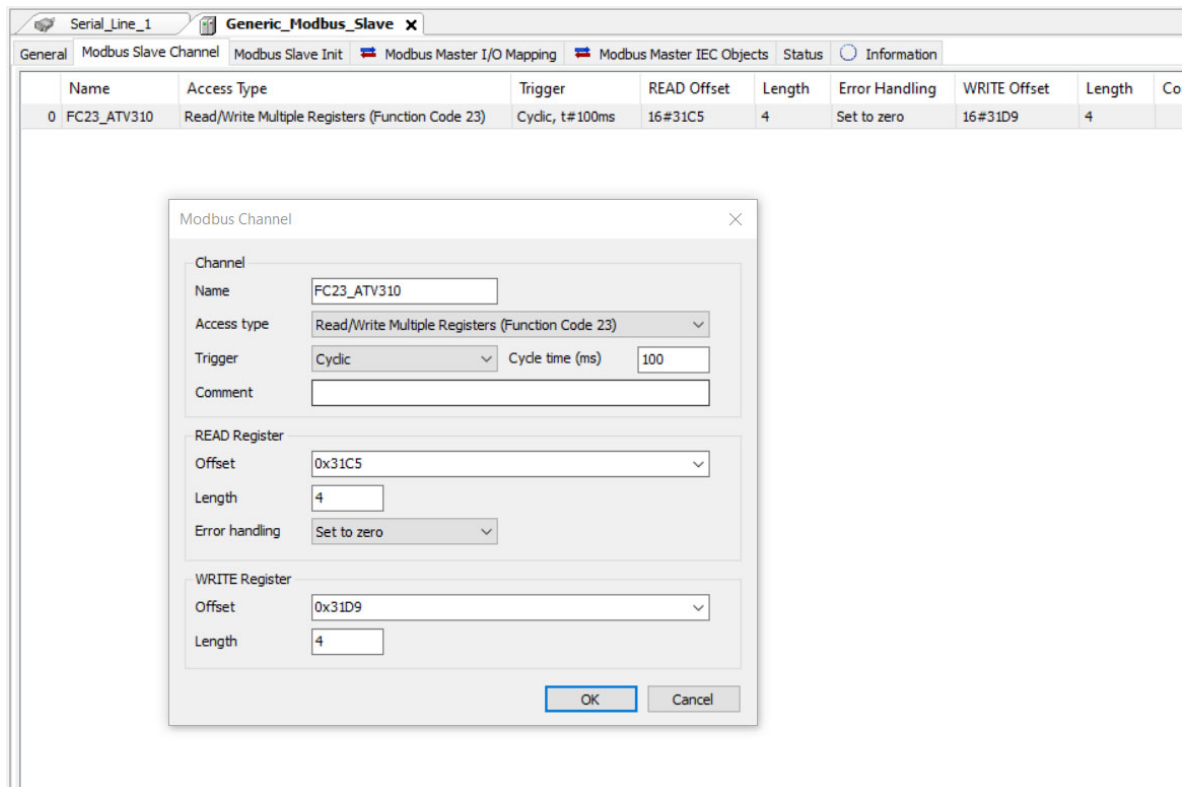 Serial_Line_1 Generic_Modbus_Slave X
General Modbus Slave Channel Modbus Slave Init Modbus Master I/O Mapping Modbus Master IEC Objects Status Information
Name Access Type Trigger READ Offset Length Error Handling WRITE Offset Length Co
0 FC23_ATV310 Read/Write Multiple Registers (Function Code 23) Cyclic, t#100ms 16#31C5 4 Set to zero 16#31D9 4
Modbus Channel
Channel
Name FC23_ATV310
Access type Read/Write Multiple Registers (Function Code 23)
Trigger Cyclic Cycle time (ms) 100
Comment
READ Register
Offset 0x31C5
Length 4
Error handling Set to zero
WRITE Register
Offset 0x31D9
Length 4
OK Cancel